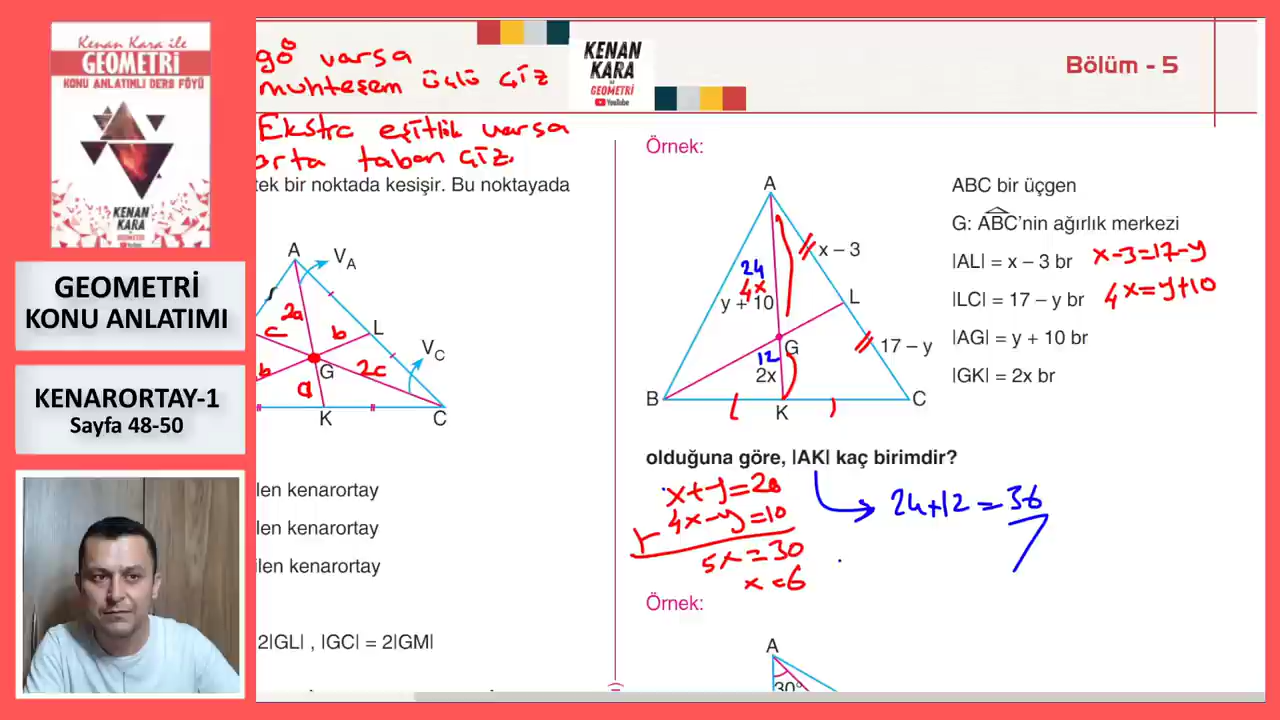 Kenan Kara ile
GEOMETRİ
KONU ANLATIMLI DERS FÖYÜ
KENAN
KARA
GEOMETRİ
YouTube
GEOMETRİ
KONU ANLATIMI
KENARORTAY-1
Sayfa 48-50
gö varsa
muhteşem üçlü çiz
Ekstra eşitlik varsa
orta taban çiz.
tek bir noktada kesişir. Bu noktayada
A
V_A
2a
c
b
L
V_C
b
G
2c
a
K
C
len kenarortay
len kenarortay
len kenarortay
2|GL| , |GC| = 2|GM|
KENAN
KARA
ile
GEOMETRİ
YouTube
Bölüm - 5
Örnek:
A
x – 3
24
4x
y + 10
L
G
12
2x
17 – y
B
K
C
ABC bir üçgen
G: ABC'nin ağırlık merkezi
|AL| = x – 3 br x-3=17-y
|LC| = 17 – y br 4x=y+10
|AG| = y + 10 br
|GK| = 2x br
olduğuna göre, |AK| kaç birimdir?
x+y=20
4x-y=10
+
5x=30
x=6
24+12=36
Örnek:
A
30°